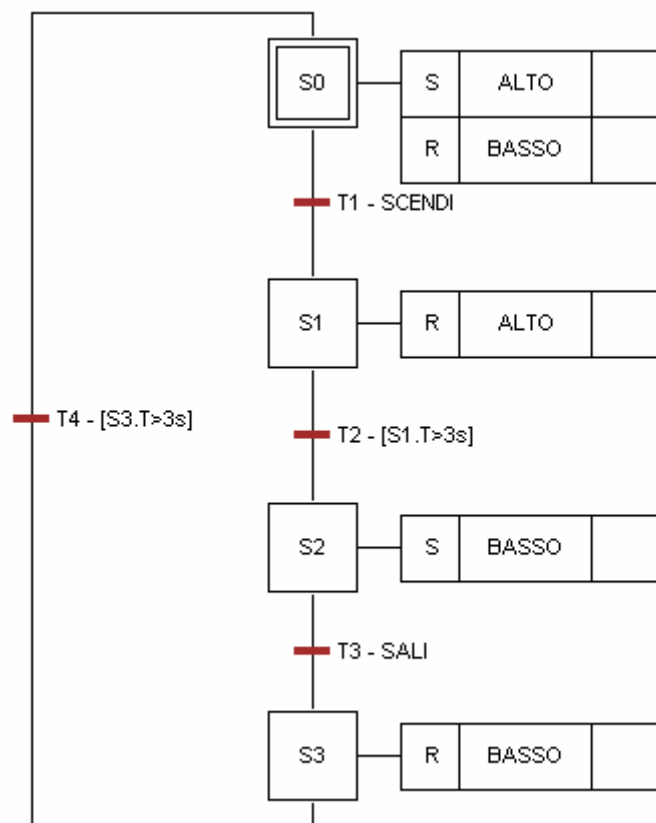 S0 S ALTO
R BASSO
T1 - SCENDI
S1 R ALTO
T4 - [S3.T>3s]
T2 - [S1.T>3s]
S2 S BASSO
T3 - SALI
S3 R BASSO